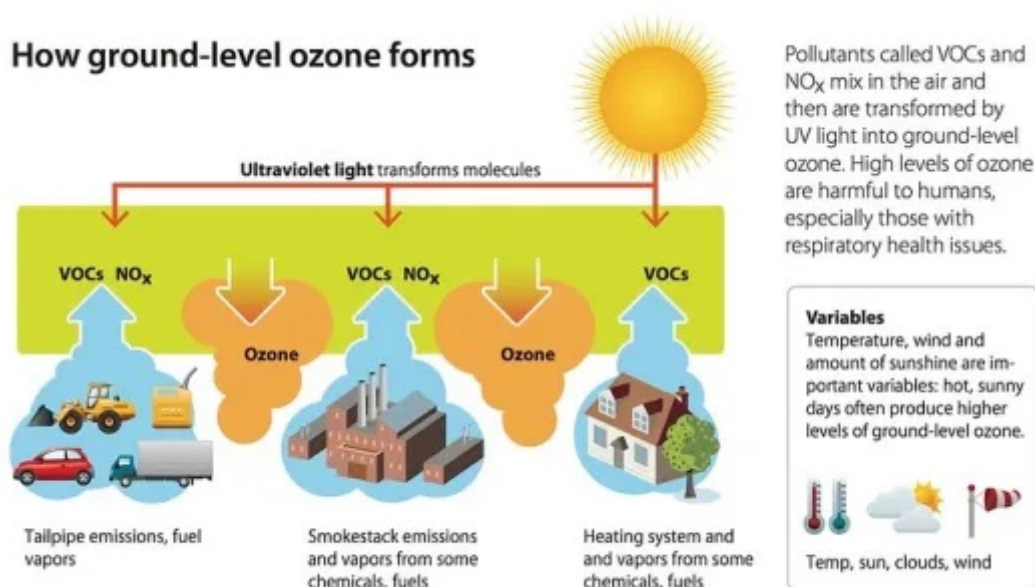 How ground-level ozone forms
Pollutants called VOCs and
NOx mix in the air and
then are transformed by
UV light into ground-level
ozone. High levels of ozone
are harmful to humans,
especially those with
respiratory health issues.
Ultraviolet light transforms molecules
VOCs NOx
VOCs NOx
VOCs
Ozone
Ozone
Tailpipe emissions, fuel
vapors
Smokestack emissions
and vapors from some
chemicals, fuels
Heating system and
and vapors from some
chemicals, fuels
Variables
Temperature, wind and
amount of sunshine are im-
portant variables: hot, sunny
days often produce higher
levels of ground-level ozone.
Temp, sun, clouds, wind